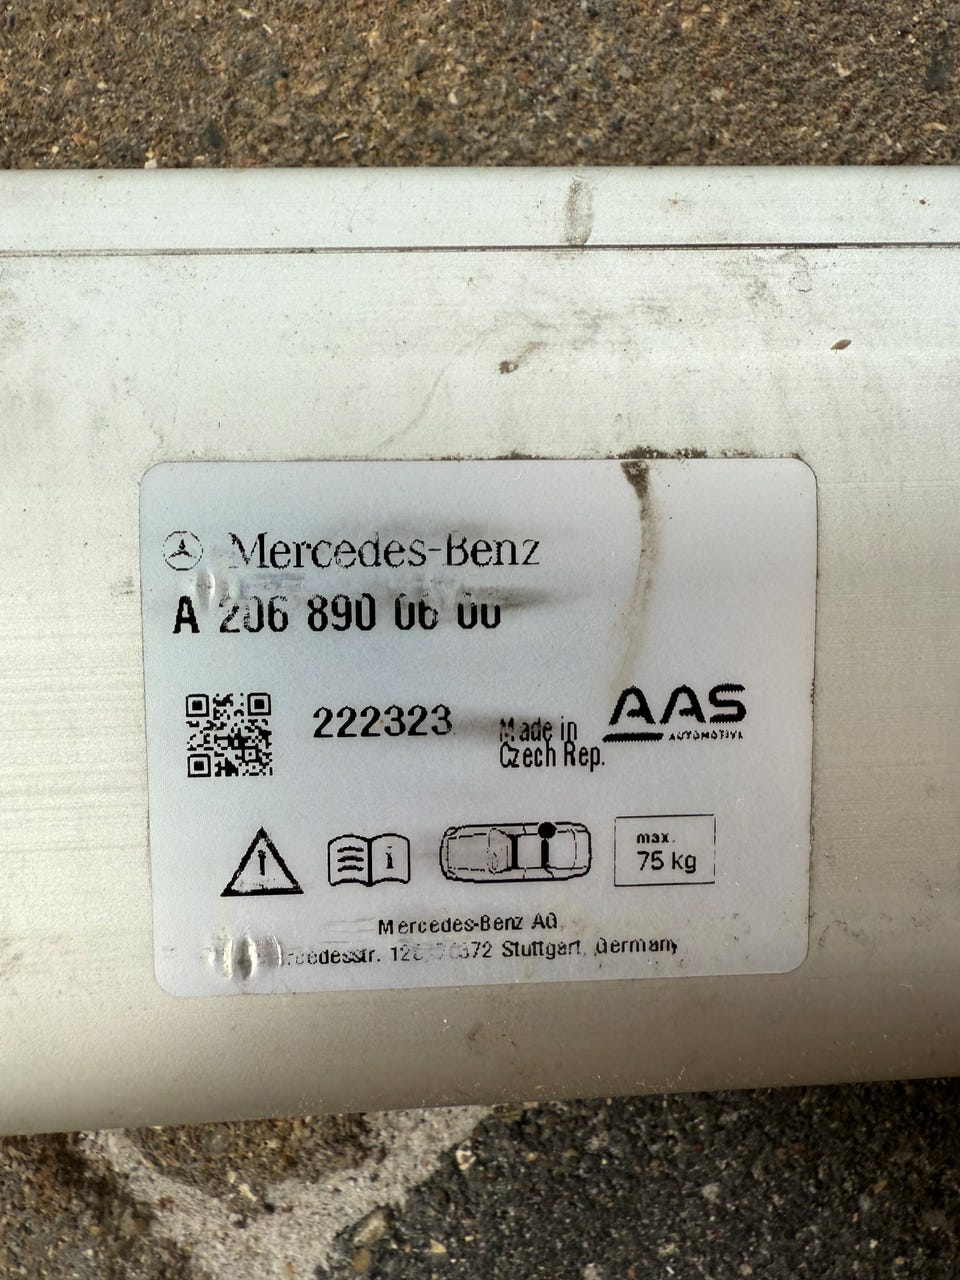 Mercedes-Benz
A 206 890 06 00
222323
Made in
Czech Rep.
AAS
AUTOMOTIVE
i
max.
75 kg
Mercedes-Benz AG
Stuttgart, Germany